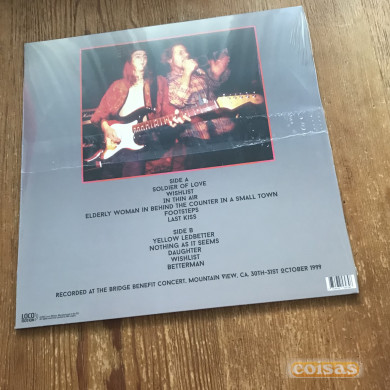 SIDE A
SOLDIER OF LOVE
WISHLIST
IN THIN AIR
ELDERLY WOMAN IN BEHIND THE COUNTER IN A SMALL TOWN
FOOTSTEPS
LAST KISS
SIDE B
YELLOW LEDBETTER
NOTHING AS IT SEEMS
DAUGHTER
WISHLIST
BETTERMAN
RECORDED AT THE BRIDGE BENEFIT CONCERT, MOUNTAIN VIEW, CA. 30TH-31ST OCTOBER 1999
LOCO
coisas